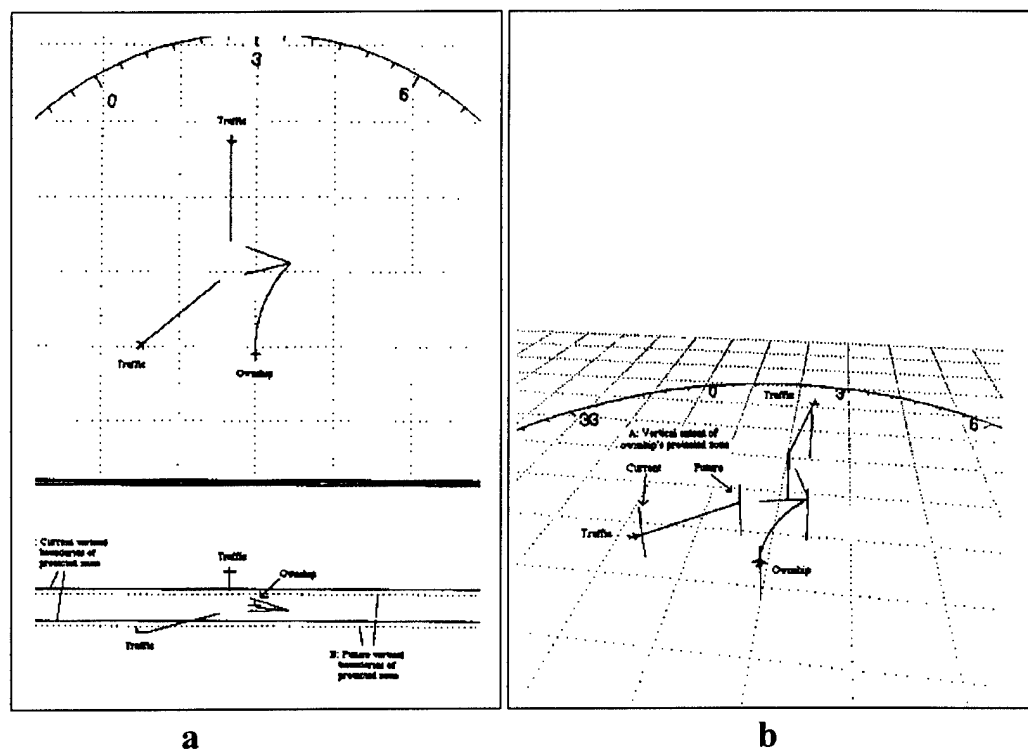 3
0
6
Traffic
Traffic
Ownship
Current vertical
boundaries of
protected zone
Traffic
Ownship
Traffic
B: Future vertical
boundaries of
protected zone
a
0
Traffic
3
33
6
A: Vertical extent of
ownship's protected zone
Current
Future
Traffic
Ownship
b